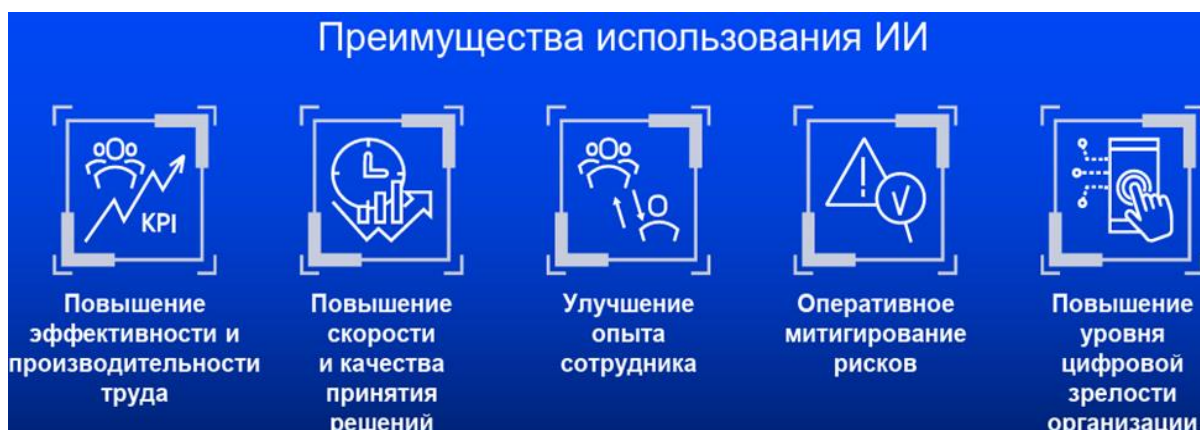 Преимущества использования ИИ
KPI
V
Повышение
эффективности и
производительности
труда
Повышение
скорости
и качества
принятия
решений
Улучшение
опыта
сотрудника
Оперативное
митигирование
рисков
Повышение
уровня
цифровой
зрелости
организации